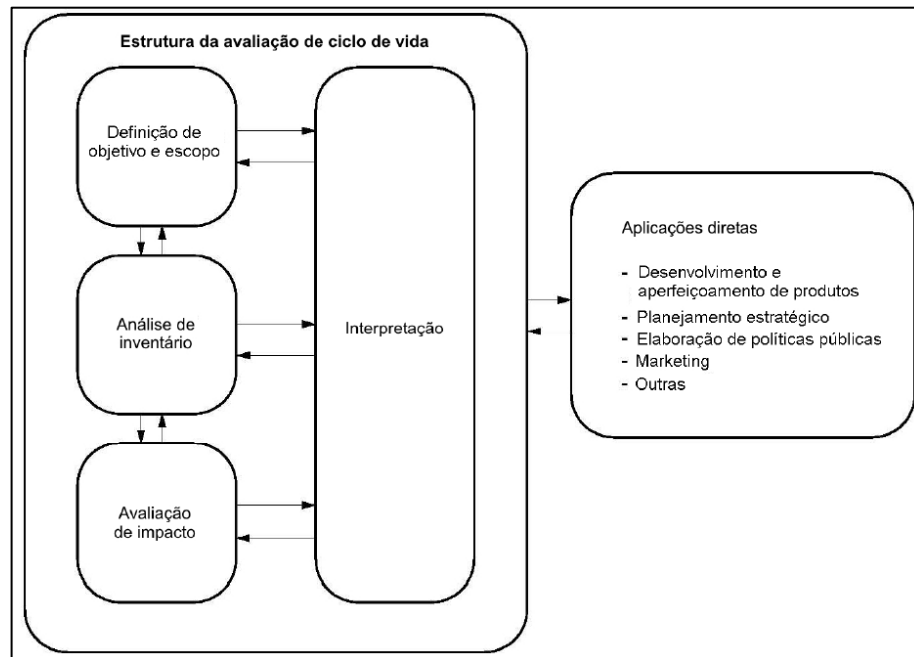 Estrutura da avaliação de ciclo de vida
Definição de
objetivo e escopo
Análise de
inventário
Avaliação
de impacto
Interpretação
Aplicações diretas
- Desenvolvimento e
aperfeiçoamento de produtos
- Planejamento estratégico
- Elaboração de políticas públicas
- Marketing
- Outras